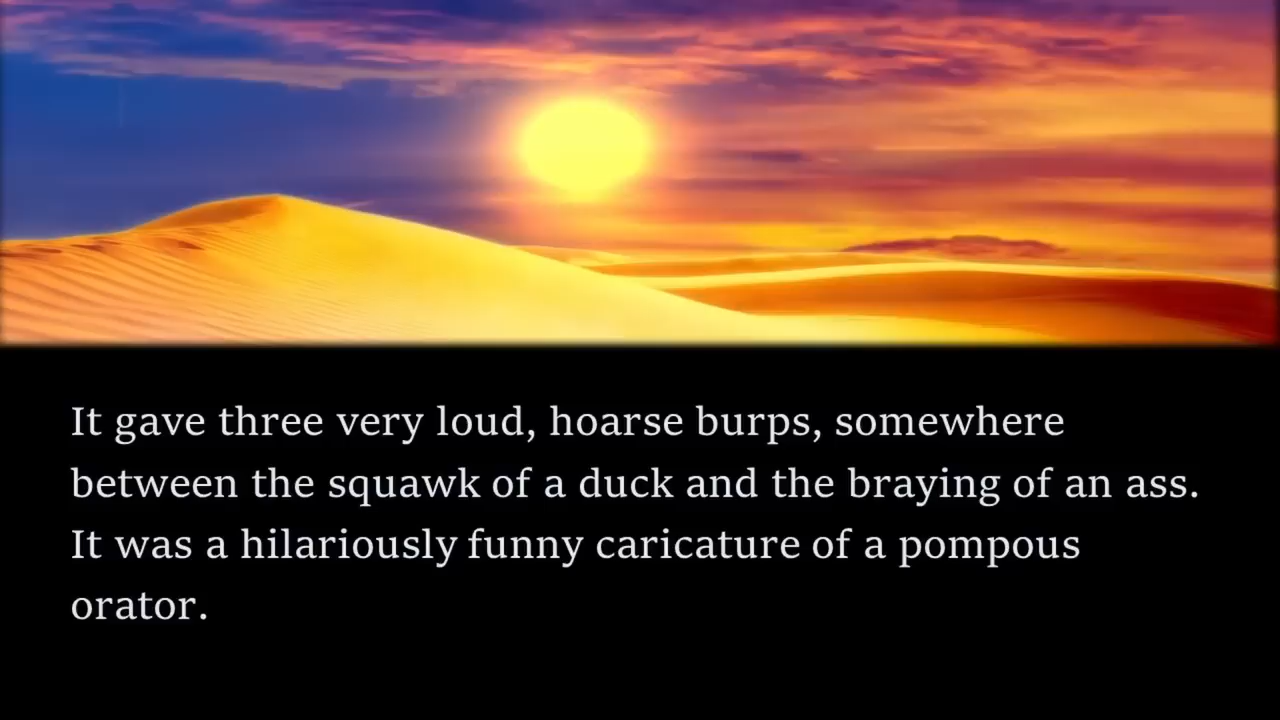 It gave three very loud, hoarse burps, somewhere
between the squawk of a duck and the braying of an ass.
It was a hilariously funny caricature of a pompous
orator.